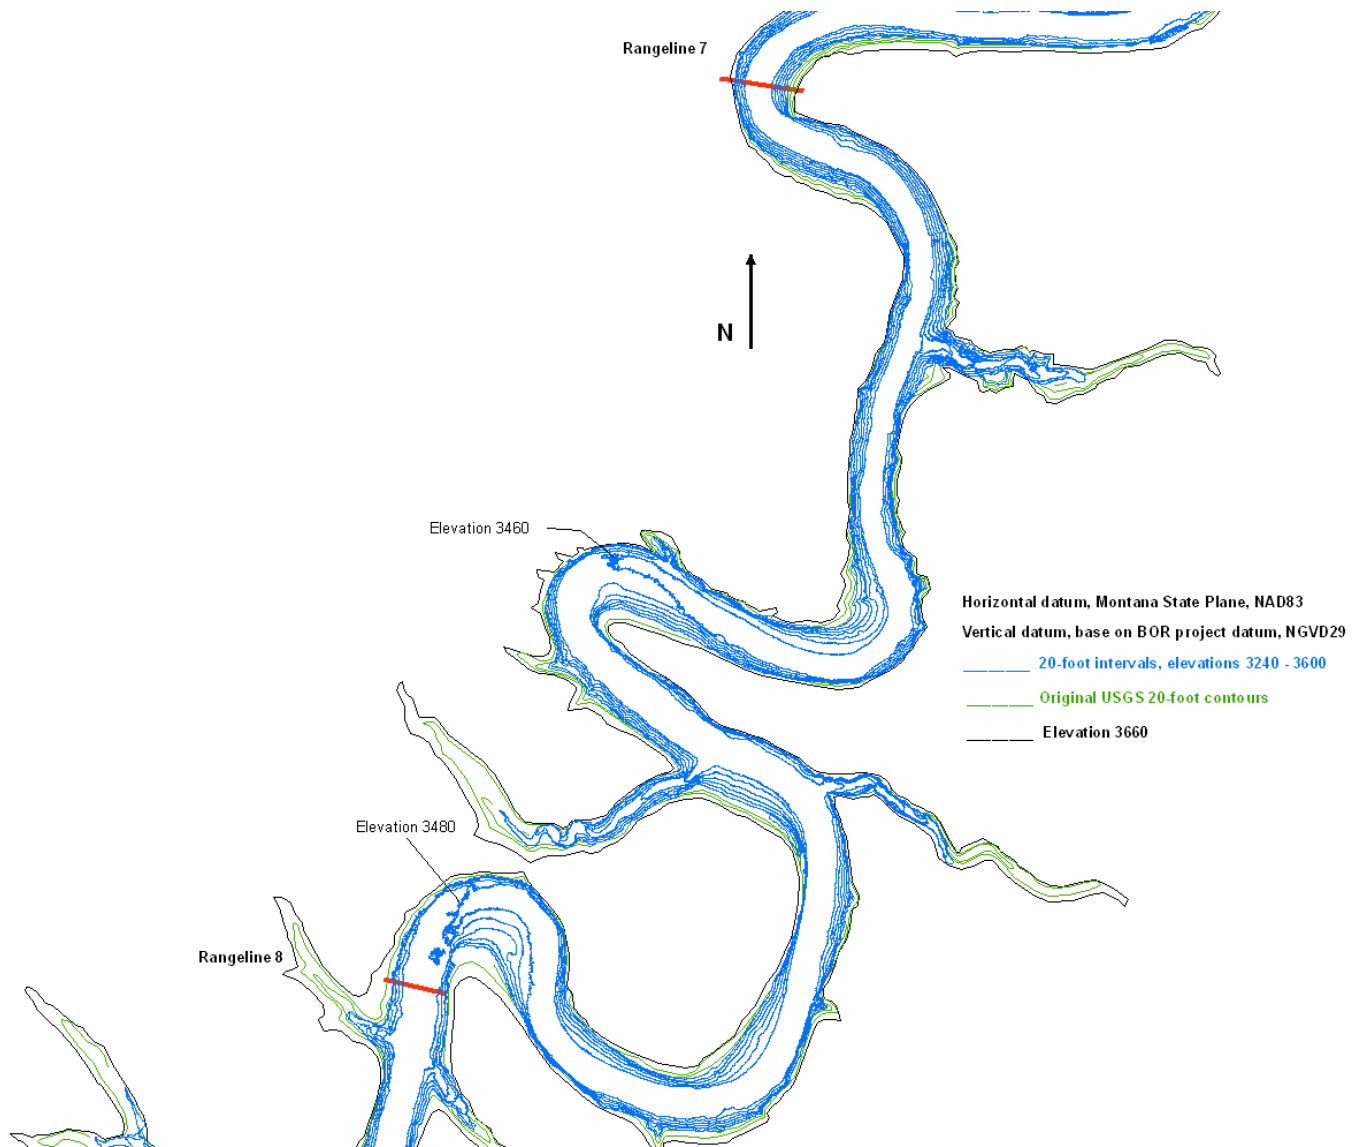 Rangeline 7
N
Elevation 3460
Horizontal datum, Montana State Plane, NAD83
Vertical datum, base on BOR project datum, NGVD29
20-foot intervals, elevations 3240 - 3600
Original USGS 20-foot contours
Elevation 3660
Elevation 3480
Rangeline 8